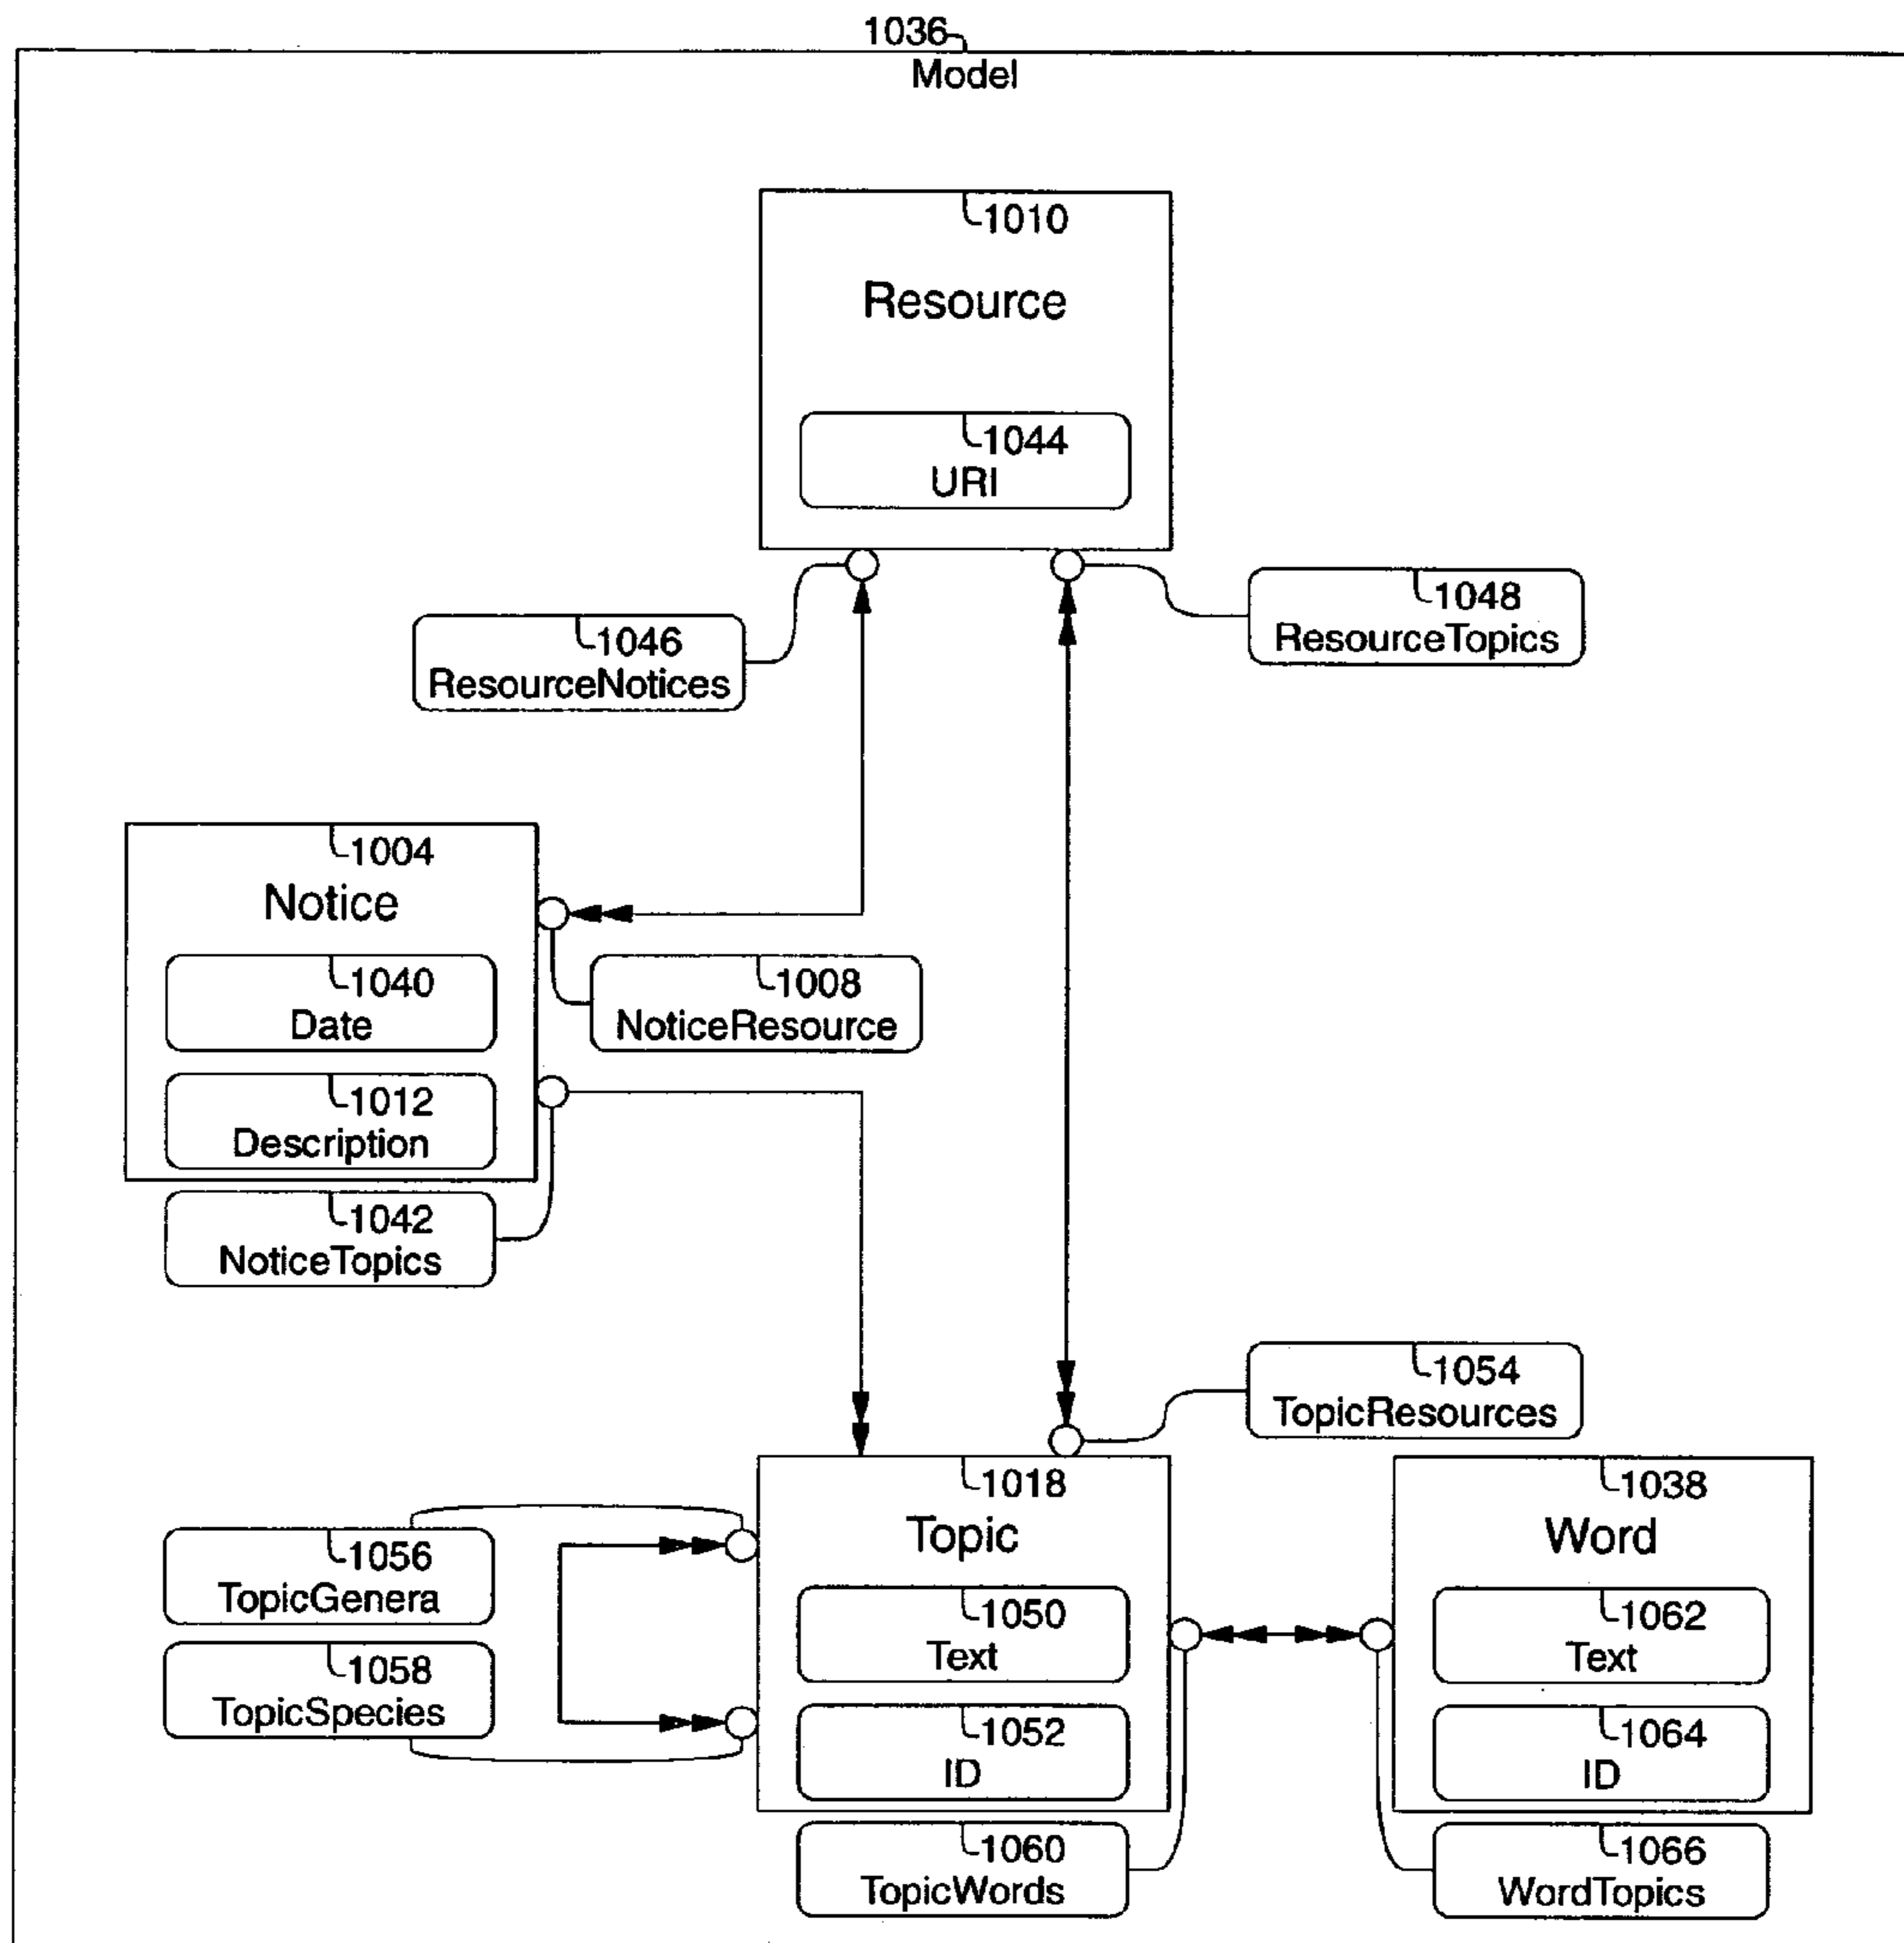 1036
Model
1010
Resource
1044
URI
1046
ResourceNotices
1048
ResourceTopics
1004
Notice
1040
Date
1008
NoticeResource
1012
Description
1042
NoticeTopics
1054
TopicResources
1018
Topic
1038
Word
1056
TopicGenera
1050
Text
1062
Text
1058
TopicSpecies
1052
ID
1064
ID
1060
TopicWords
1066
WordTopics